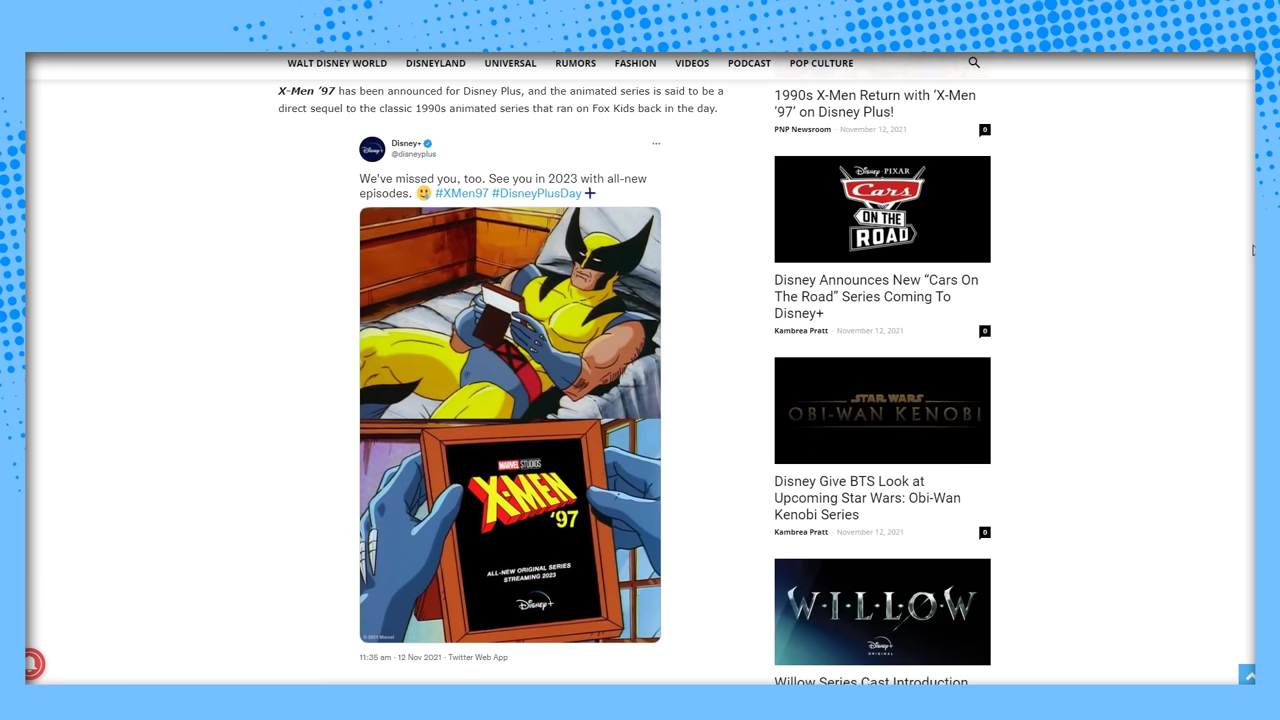 WALT DISNEY WORLD DISNEYLAND UNIVERSAL RUMORS FASHION VIDEOS PODCAST POP CULTURE
X-Men ’97 has been announced for Disney Plus, and the animated series is said to be a
direct sequel to the classic 1990s animated series that ran on Fox Kids back in the day.
Disney+
@disneyplus
We've missed you, too. See you in 2023 with all-new
episodes. 🥲 #XMen97 #DisneyPlusDay
MARVEL STUDIOS
X-MEN
'97
ALL-NEW ORIGINAL SERIES
STREAMING 2023
Disney+
© 2021 Marvel
11:35 am · 12 Nov 2021 · Twitter Web App
1990s X-Men Return with ‘X-Men
’97’ on Disney Plus!
PNP Newsroom - November 12, 2021 0
Disney · PIXAR
Cars
ON THE
ROAD
Disney Announces New “Cars On
The Road” Series Coming To
Disney+
Kambrea Pratt - November 12, 2021 0
STAR WARS
OBI-WAN KENOBI
Disney Give BTS Look at
Upcoming Star Wars: Obi-Wan
Kenobi Series
Kambrea Pratt - November 12, 2021 0
W·I·L·L·O·W
Disney+
ORIGINAL
Willow Series Cast Introduction